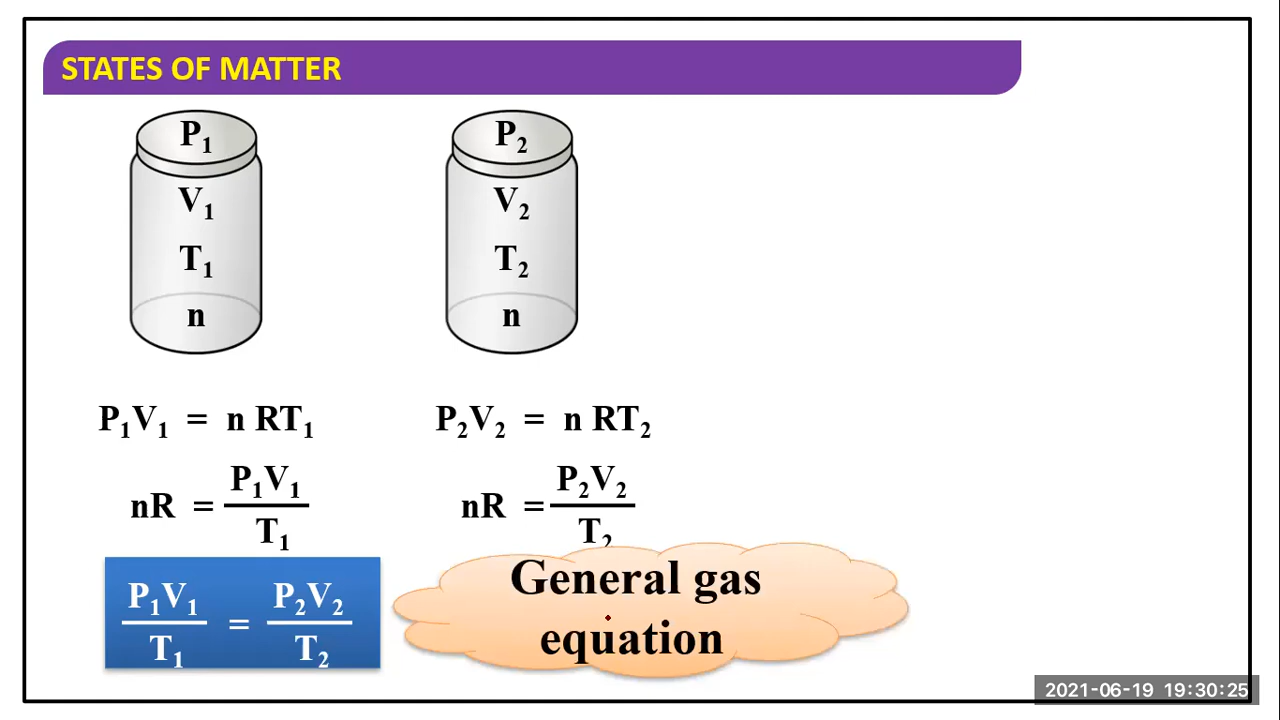 STATES OF MATTER
P₁
V₁
T₁
n
P₂
V₂
T₂
n
P₁V₁ = n RT₁
P₂V₂ = n RT₂
nR = P₁V₁ / T₁
nR = P₂V₂ / T₂
P₁V₁ / T₁ = P₂V₂ / T₂
General gas
equation
2021-06-19 19:30:25